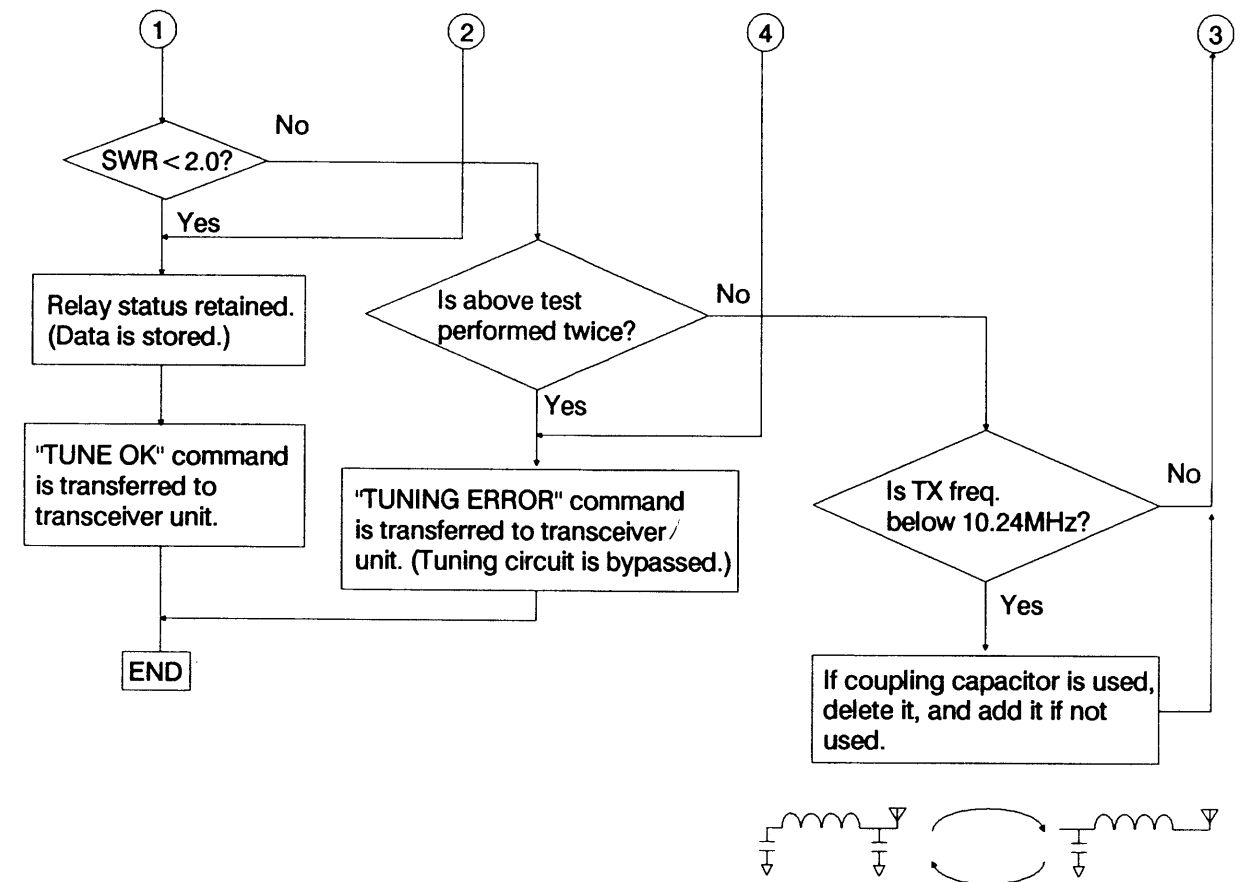 1
2
4
3
No
SWR < 2.0?
Yes
Relay status retained.
(Data is stored.)
"TUNE OK" command
is transferred to
transceiver unit.
END
Is above test
performed twice?
No
Yes
"TUNING ERROR" command
is transferred to transceiver
unit. (Tuning circuit is bypassed.)
Is TX freq.
below 10.24MHz?
No
Yes
If coupling capacitor is used,
delete it, and add it if not
used.